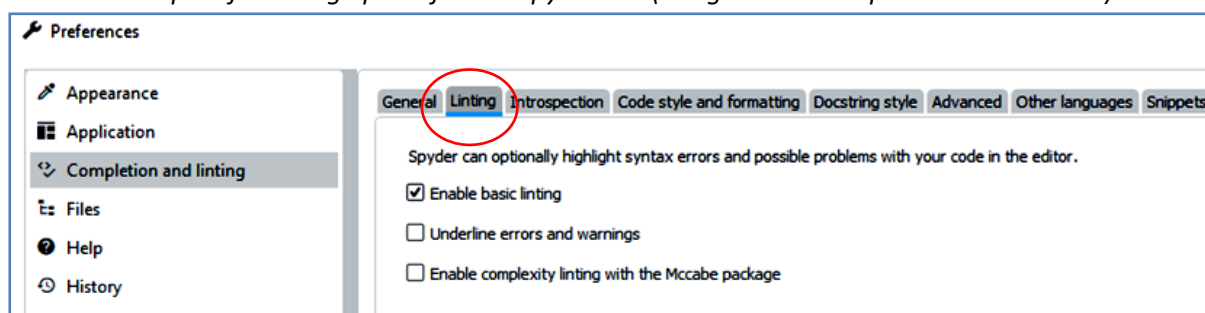 Preferences
Appearance
Application
Completion and linting
Files
Help
History
General Linting Introspection Code style and formatting Docstring style Advanced Other languages Snippets
Spyder can optionally highlight syntax errors and possible problems with your code in the editor.
Enable basic linting
Underline errors and warnings
Enable complexity linting with the Mccabe package